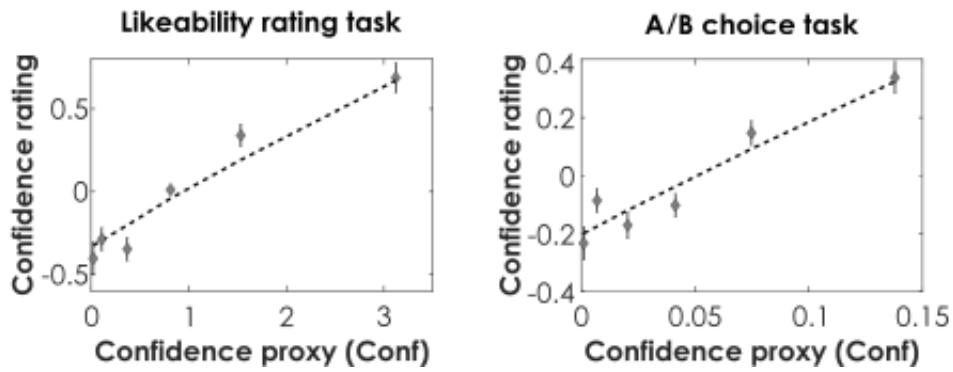 Likeability rating task
Confidence rating
0.5
0
-0.5
0
1
2
3
Confidence proxy (Conf)
A/B choice task
Confidence rating
0.4
0.2
0
-0.2
-0.4
0
0.05
0.1
0.15
Confidence proxy (Conf)